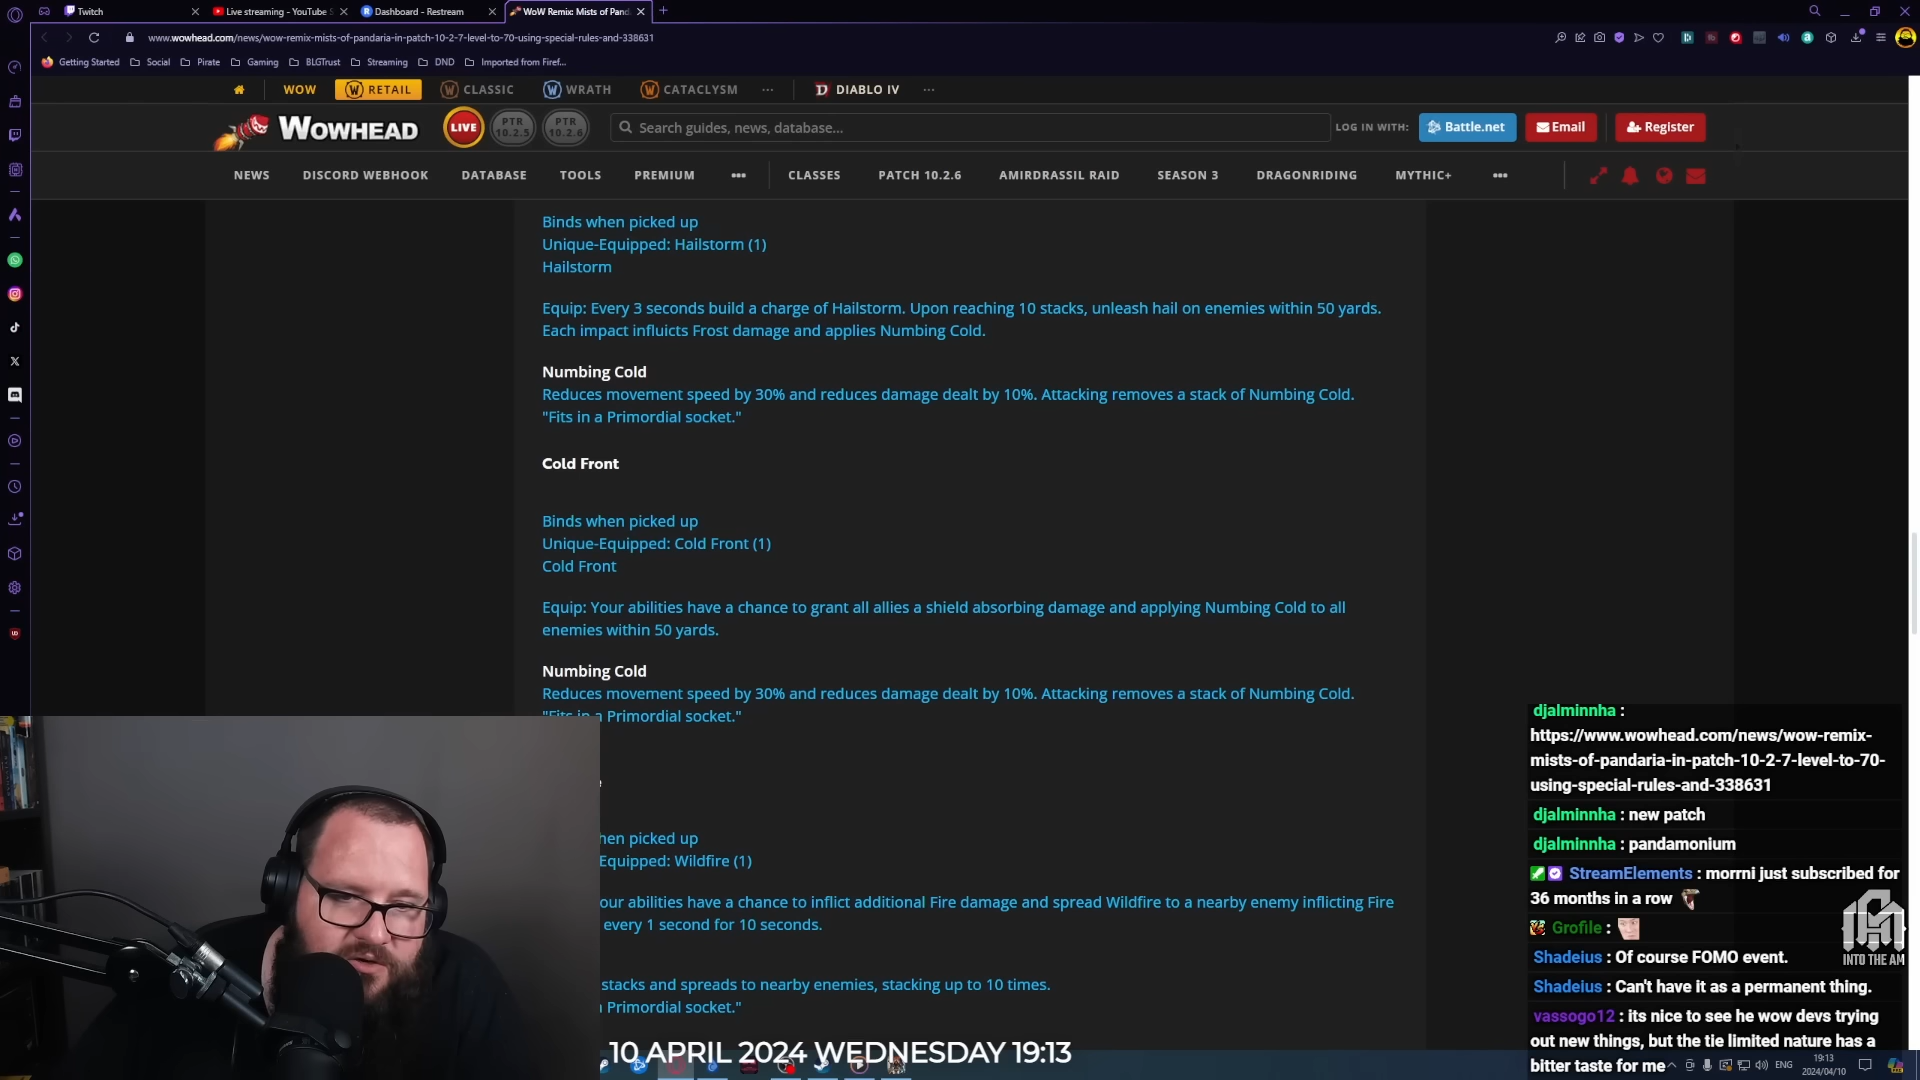 Twitch
Live streaming - YouTube S
Dashboard - Restream
WoW Remix: Mists of Pand
www.wowhead.com/news/wow-remix-mists-of-pandaria-in-patch-10-2-7-level-to-70-using-special-rules-and-338631
Getting Started
Social
Pirate
Gaming
BLGTrust
Streaming
DND
Imported from Firef...
WOW
RETAIL
CLASSIC
WRATH
CATACLYSM
DIABLO IV
WOWHEAD
LIVE
PTR
10.2.5
PTR
10.2.6
Search guides, news, database...
LOG IN WITH:
Battle.net
Email
Register
NEWS
DISCORD WEBHOOK
DATABASE
TOOLS
PREMIUM
CLASSES
PATCH 10.2.6
AMIRDRASSIL RAID
SEASON 3
DRAGONRIDING
MYTHIC+
Binds when picked up
Unique-Equipped: Hailstorm (1)
Hailstorm
Equip: Every 3 seconds build a charge of Hailstorm. Upon reaching 10 stacks, unleash hail on enemies within 50 yards.
Each impact influicts Frost damage and applies Numbing Cold.
Numbing Cold
Reduces movement speed by 30% and reduces damage dealt by 10%. Attacking removes a stack of Numbing Cold.
"Fits in a Primordial socket."
Cold Front
Binds when picked up
Unique-Equipped: Cold Front (1)
Cold Front
Equip: Your abilities have a chance to grant all allies a shield absorbing damage and applying Numbing Cold to all
enemies within 50 yards.
Numbing Cold
Reduces movement speed by 30% and reduces damage dealt by 10%. Attacking removes a stack of Numbing Cold.
"Fits in a Primordial socket."
hen picked up
Equipped: Wildfire (1)
our abilities have a chance to inflict additional Fire damage and spread Wildfire to a nearby enemy inflicting Fire
every 1 second for 10 seconds.
stacks and spreads to nearby enemies, stacking up to 10 times.
a Primordial socket."
djalminnha :
https://www.wowhead.com/news/wow-remix-
mists-of-pandaria-in-patch-10-2-7-level-to-70-
using-special-rules-and-338631
djalminnha : new patch
djalminnha : pandamonium
StreamElements : morrni just subscribed for
36 months in a row
Grofile :
Shadeius : Of course FOMO event.
Shadeius : Can't have it as a permanent thing.
vassogo12 : its nice to see he wow devs trying
out new things, but the tie limited nature has a
bitter taste for me
INTO THE AM
10 APRIL 2024 WEDNESDAY 19:13
ENG
19:13
2024/04/10